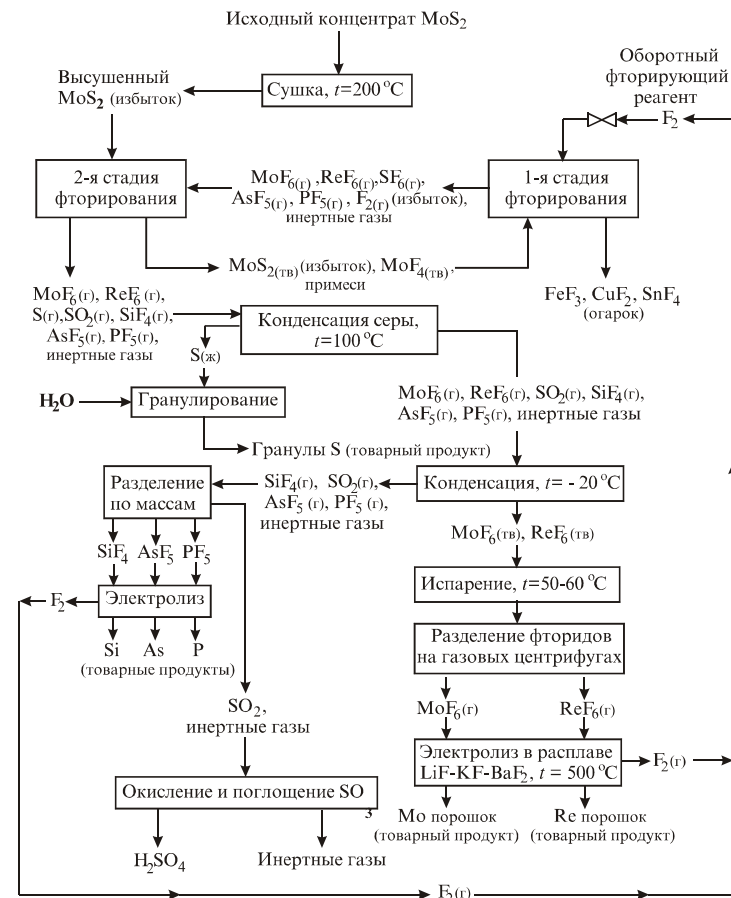 Исходный концентрат MoS₂
Высушенный
MoS₂ (избыток)
Сушка, t=200 °C
Оборотный
фторирующий
реагент
F₂
2-я стадия
фторирования
MoF₆(г) ,ReF₆(г),SF₆(г),
AsF₅(г), PF₅(г), F₂(г)(избыток),
инертные газы
1-я стадия
фторирования
MoS₂(тв)(избыток), MoF₄(тв),
примеси
FeF₃, CuF₂, SnF₄
(огарок)
MoF₆(г), ReF₆(г),
S(г),SO₂(г), SiF₄(г),
AsF₅(г), PF₅(г),
инертные газы
Конденсация серы,
t=100 °C
S(ж)
H₂O
Гранулирование
MoF₆(г), ReF₆(г), SO₂(г), SiF₄(г),
AsF₅(г), PF₅(г), инертные газы
Гранулы S (товарный продукт)
Разделение
по массам
SiF₄(г), SO₂(г),
AsF₅(г), PF₅(г),
инертные газы
Конденсация, t= - 20 °C
MoF₆(тв), ReF₆(тв)
SiF₄ AsF₅ PF₅
Испарение, t=50-60 °C
F₂
Электролиз
Разделение фторидов
на газовых центрифугах
Si As P
(товарные продукты)
SO₂,
инертные газы
MoF₆(г) ReF₆(г)
Электролиз в расплаве
LiF-KF-BaF₂, t = 500 °C
F₂(г)
Окисление и поглощение SO
3
Mo порошок
(товарный продукт)
Re порошок
(товарный продукт)
H₂SO₄
Инертные газы
F₂(г)